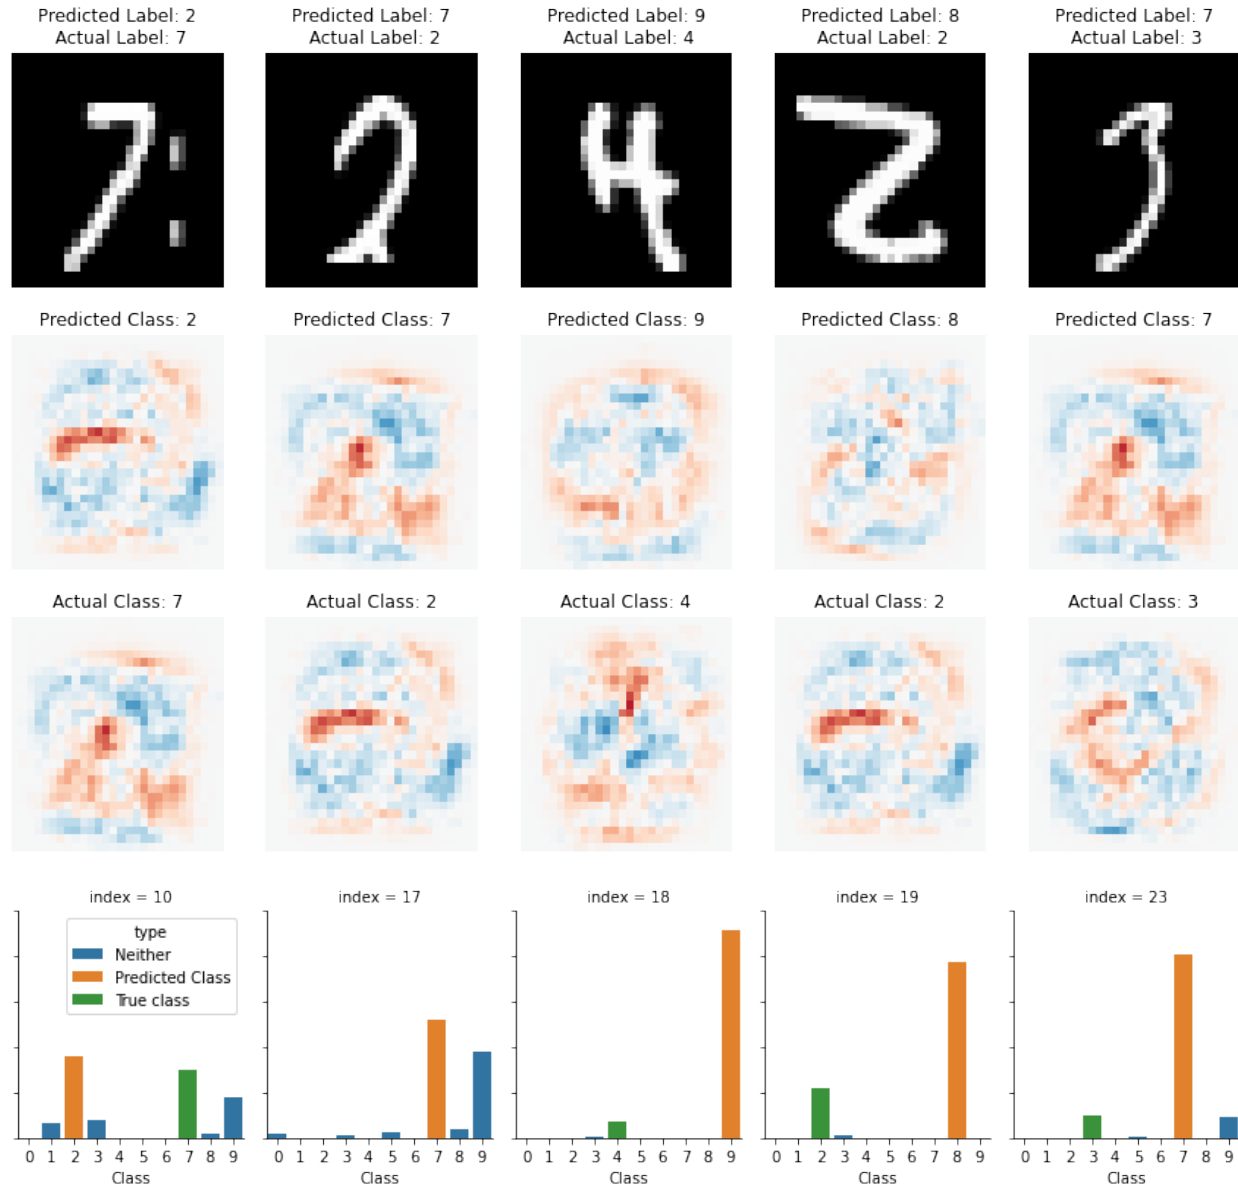 Predicted Label: 2
Actual Label: 7
Predicted Label: 7
Actual Label: 2
Predicted Label: 9
Actual Label: 4
Predicted Label: 8
Actual Label: 2
Predicted Label: 7
Actual Label: 3
7:
2
4
2
3
Predicted Class: 2
Predicted Class: 7
Predicted Class: 9
Predicted Class: 8
Predicted Class: 7
Actual Class: 7
Actual Class: 2
Actual Class: 4
Actual Class: 2
Actual Class: 3
index = 10
type
Neither
Predicted Class
True class
0 1 2 3 4 5 6 7 8 9
Class
index = 17
0 1 2 3 4 5 6 7 8 9
Class
index = 18
0 1 2 3 4 5 6 7 8 9
Class
index = 19
0 1 2 3 4 5 6 7 8 9
Class
index = 23
0 1 2 3 4 5 6 7 8 9
Class